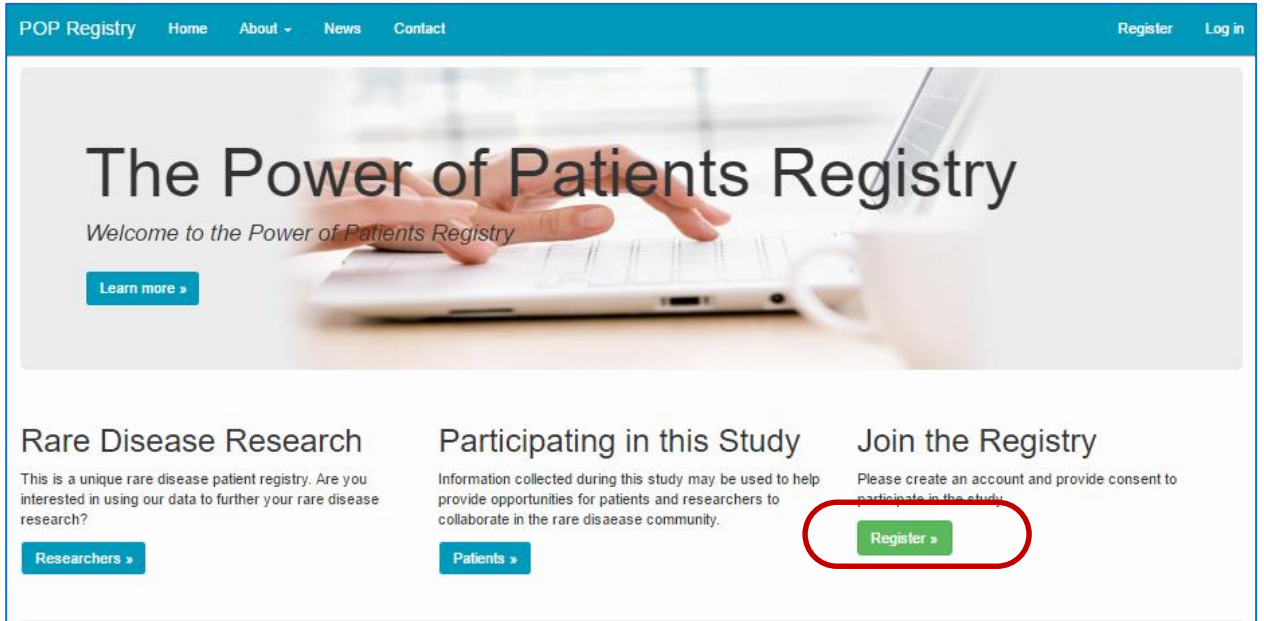 POP Registry Home About News Contact Register Log in
The Power of Patients Registry
Welcome to the Power of Patients Registry
Learn more »
Rare Disease Research
This is a unique rare disease patient registry. Are you
interested in using our data to further your rare disease
research?
Researchers »
Participating in this Study
Information collected during this study may be used to help
provide opportunities for patients and researchers to
collaborate in the rare disaease community.
Patients »
Join the Registry
Please create an account and provide consent to
participate in the study.
Register »